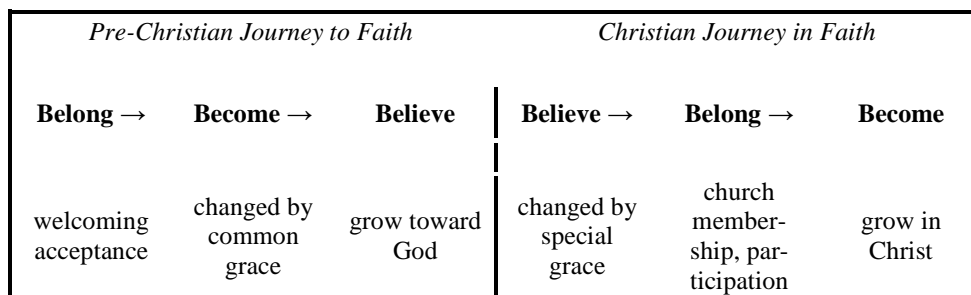 Pre-Christian Journey to Faith
Christian Journey in Faith
Belong →
Become →
Believe
Believe →
Belong →
Become
welcoming
acceptance
changed by
common
grace
grow toward
God
changed by
special
grace
church
member-
ship, par-
ticipation
grow in
Christ